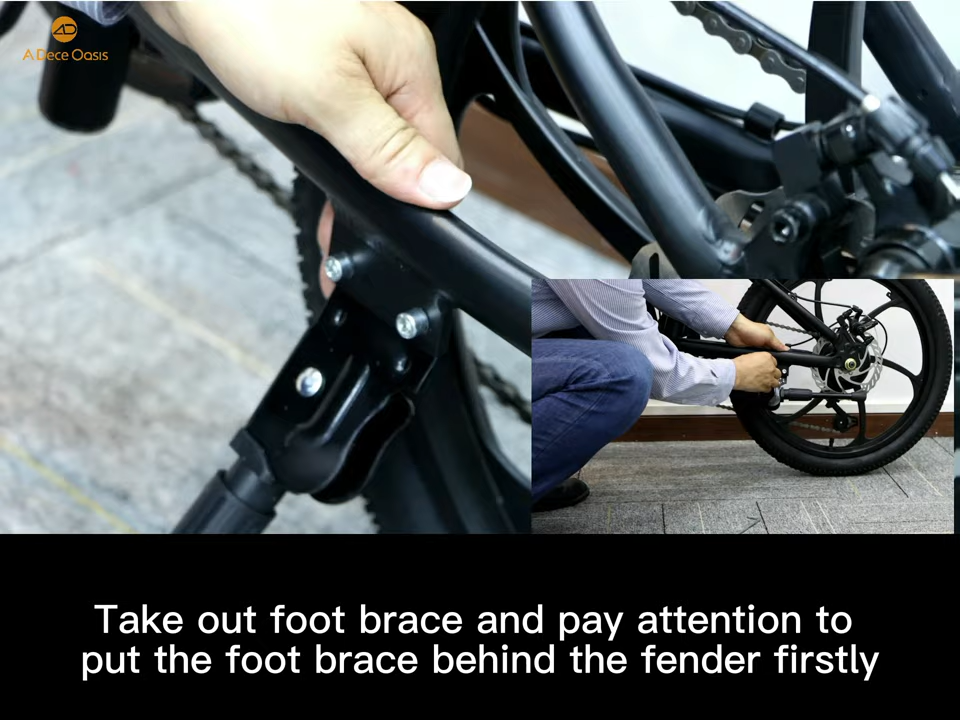 A Dece Oasis
Take out foot brace and pay attention to
put the foot brace behind the fender firstly